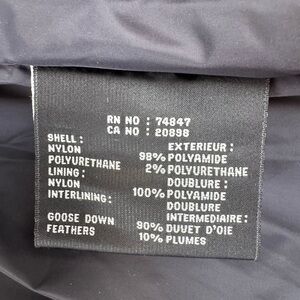 RN NO : 74847
CA NO : 20898
SHELL : EXTERIEUR :
NYLON 98% POLYAMIDE
POLYURETHANE 2% POLYURETHANE
LINING : DOUBLURE :
NYLON 100% POLYAMIDE
INTERLINING: DOUBLURE
INTERMEDIAIRE:
GOOSE DOWN 90% DUVET D'OIE
FEATHERS 10% PLUMES